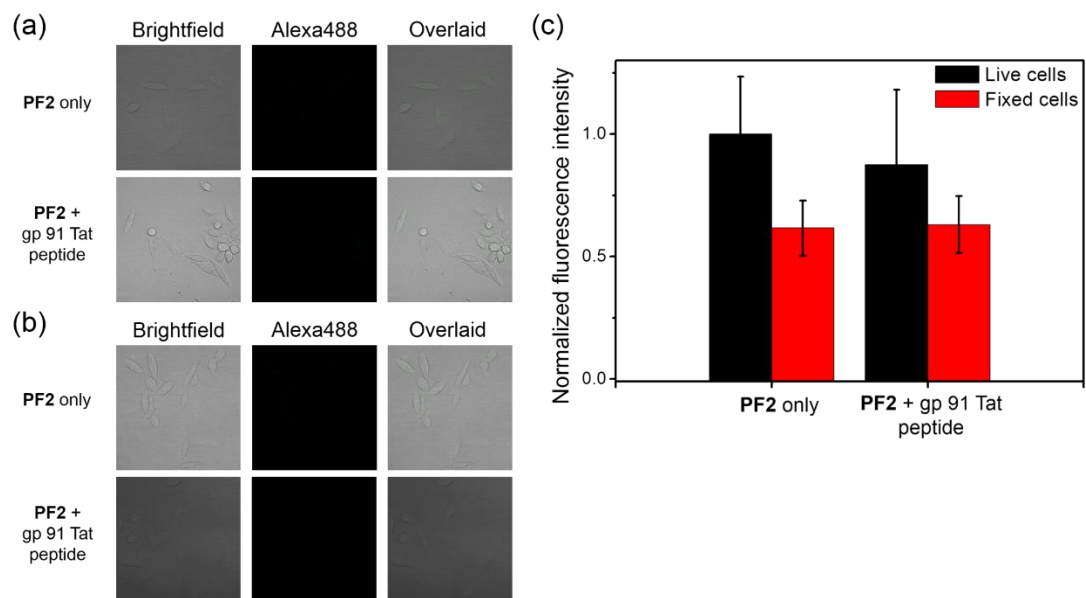 (a)
Brightfield Alexa488 Overlaid
PF2 only
PF2 +
gp 91 Tat
peptide
(b)
Brightfield Alexa488 Overlaid
PF2 only
PF2 +
gp 91 Tat
peptide
(c)
Normalized fluorescence intensity
1.0
0.5
0.0
Live cells
Fixed cells
PF2 only
PF2 + gp 91 Tat
peptide